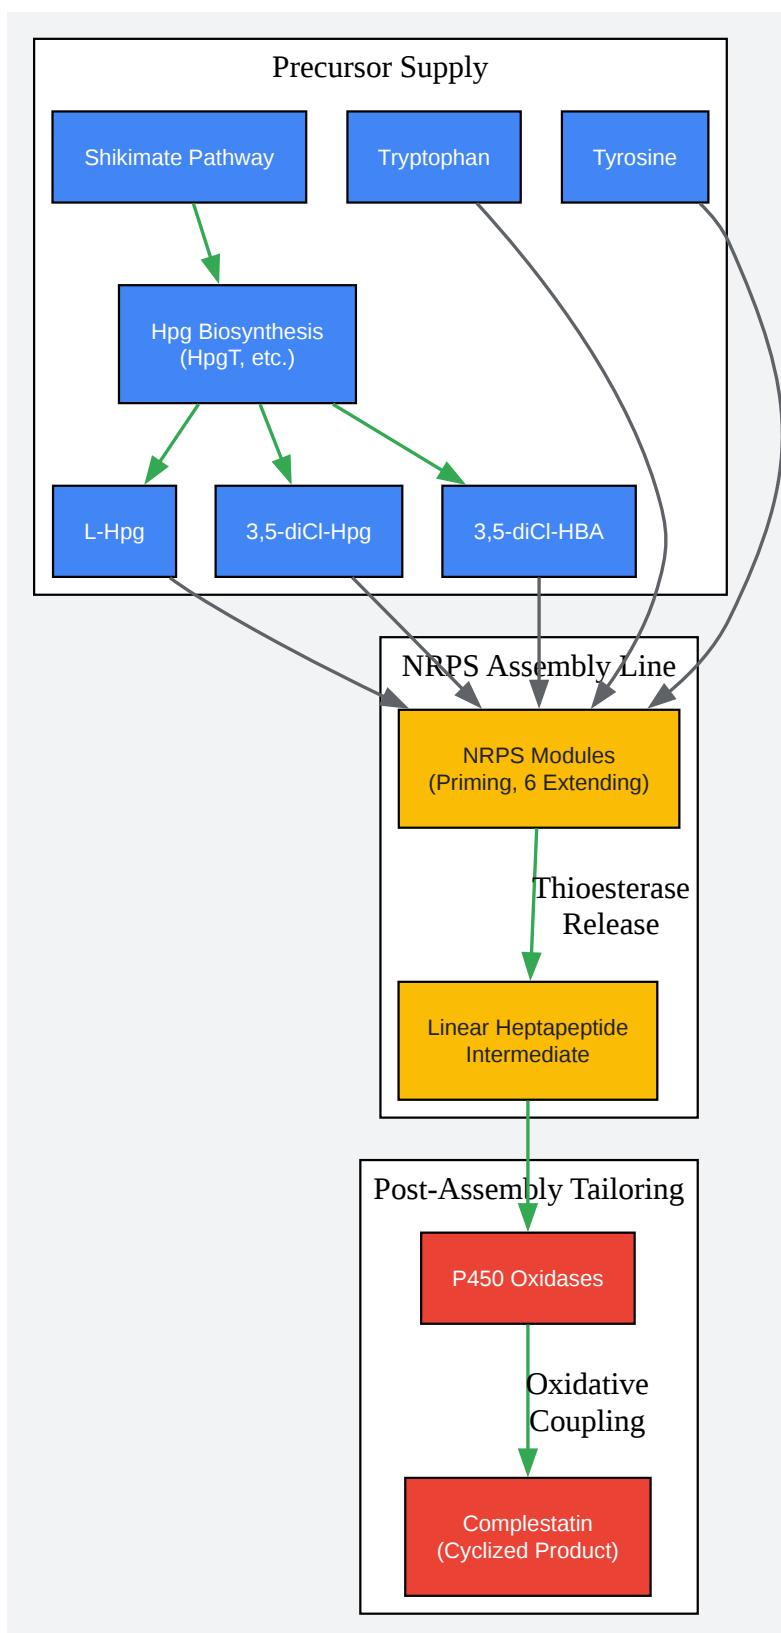 Precursor Supply
Shikimate Pathway
Tryptophan
Tyrosine
Hpg Biosynthesis
(HpgT, etc.)
L-Hpg
3,5-diCl-Hpg
3,5-diCl-HBA
NRPS Assembly Line
NRPS Modules
(Priming, 6 Extending)
Thioesterase
Release
Linear Heptapeptide
Intermediate
Post-Assembly Tailoring
P450 Oxidases
Oxidative
Coupling
Complestatin
(Cyclized Product)